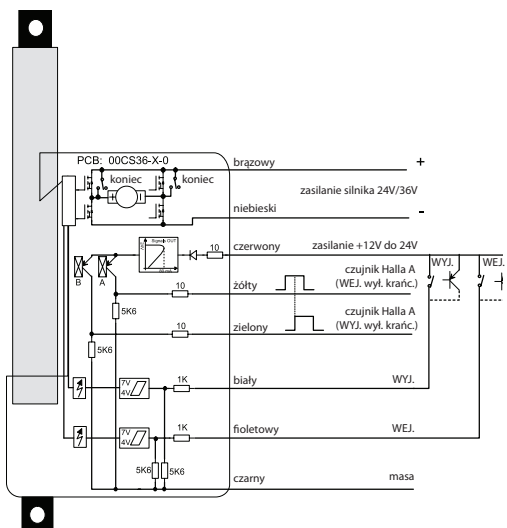 PCB: 00CS36-X-0
koniec
koniec
brązowy
+
zasilanie silnika 24V/36V
niebieski
-
Signals OUT
10
czerwony
zasilanie +12V do 24V
WYJ.
WEJ.
B
A
czujnik Halla A
(WEJ. wył. krańc.)
10
żółty
5K6
czujnik Halla A
(WYJ. wył. krańc.)
10
zielony
5K6
7V
4V
1K
biały
WYJ.
7V
4V
1K
fioletowy
WEJ.
5K6
5K6
czarny
masa